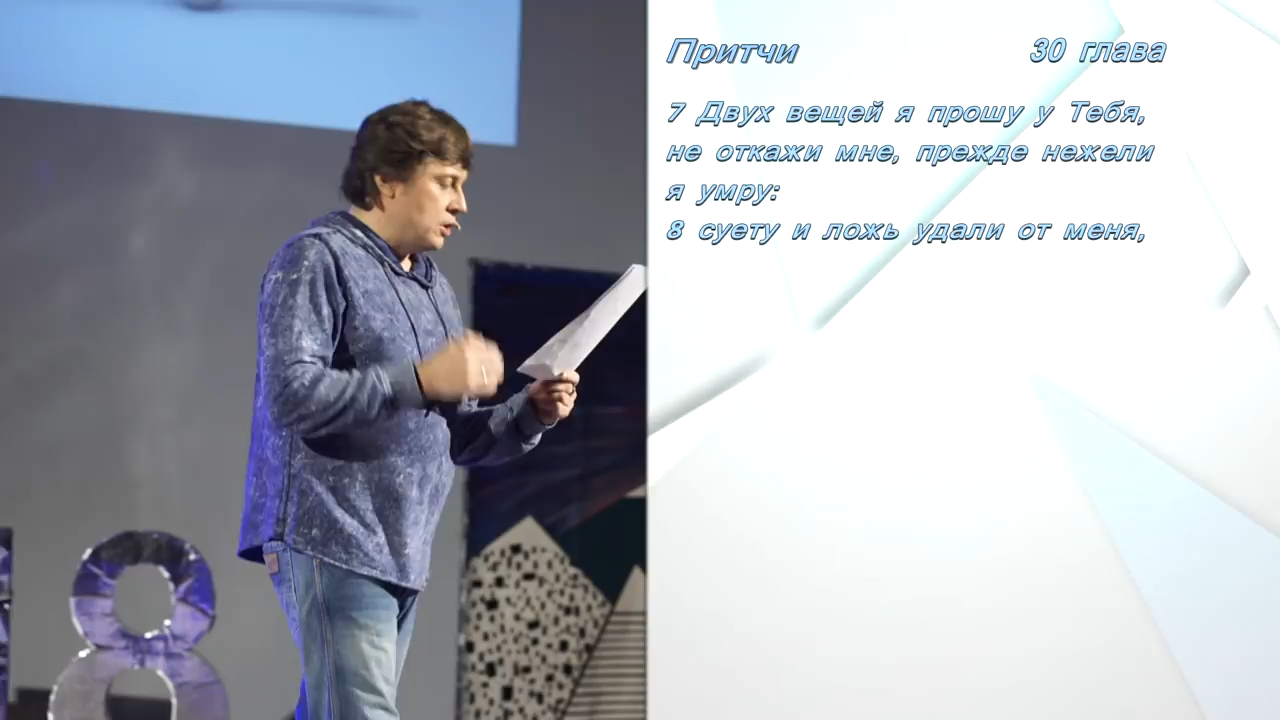 Притчи 30 глава
7 Двух вещей я прошу у Тебя,
не откажи мне, прежде нежели
я умру:
8 суету и ложь удали от меня,
8